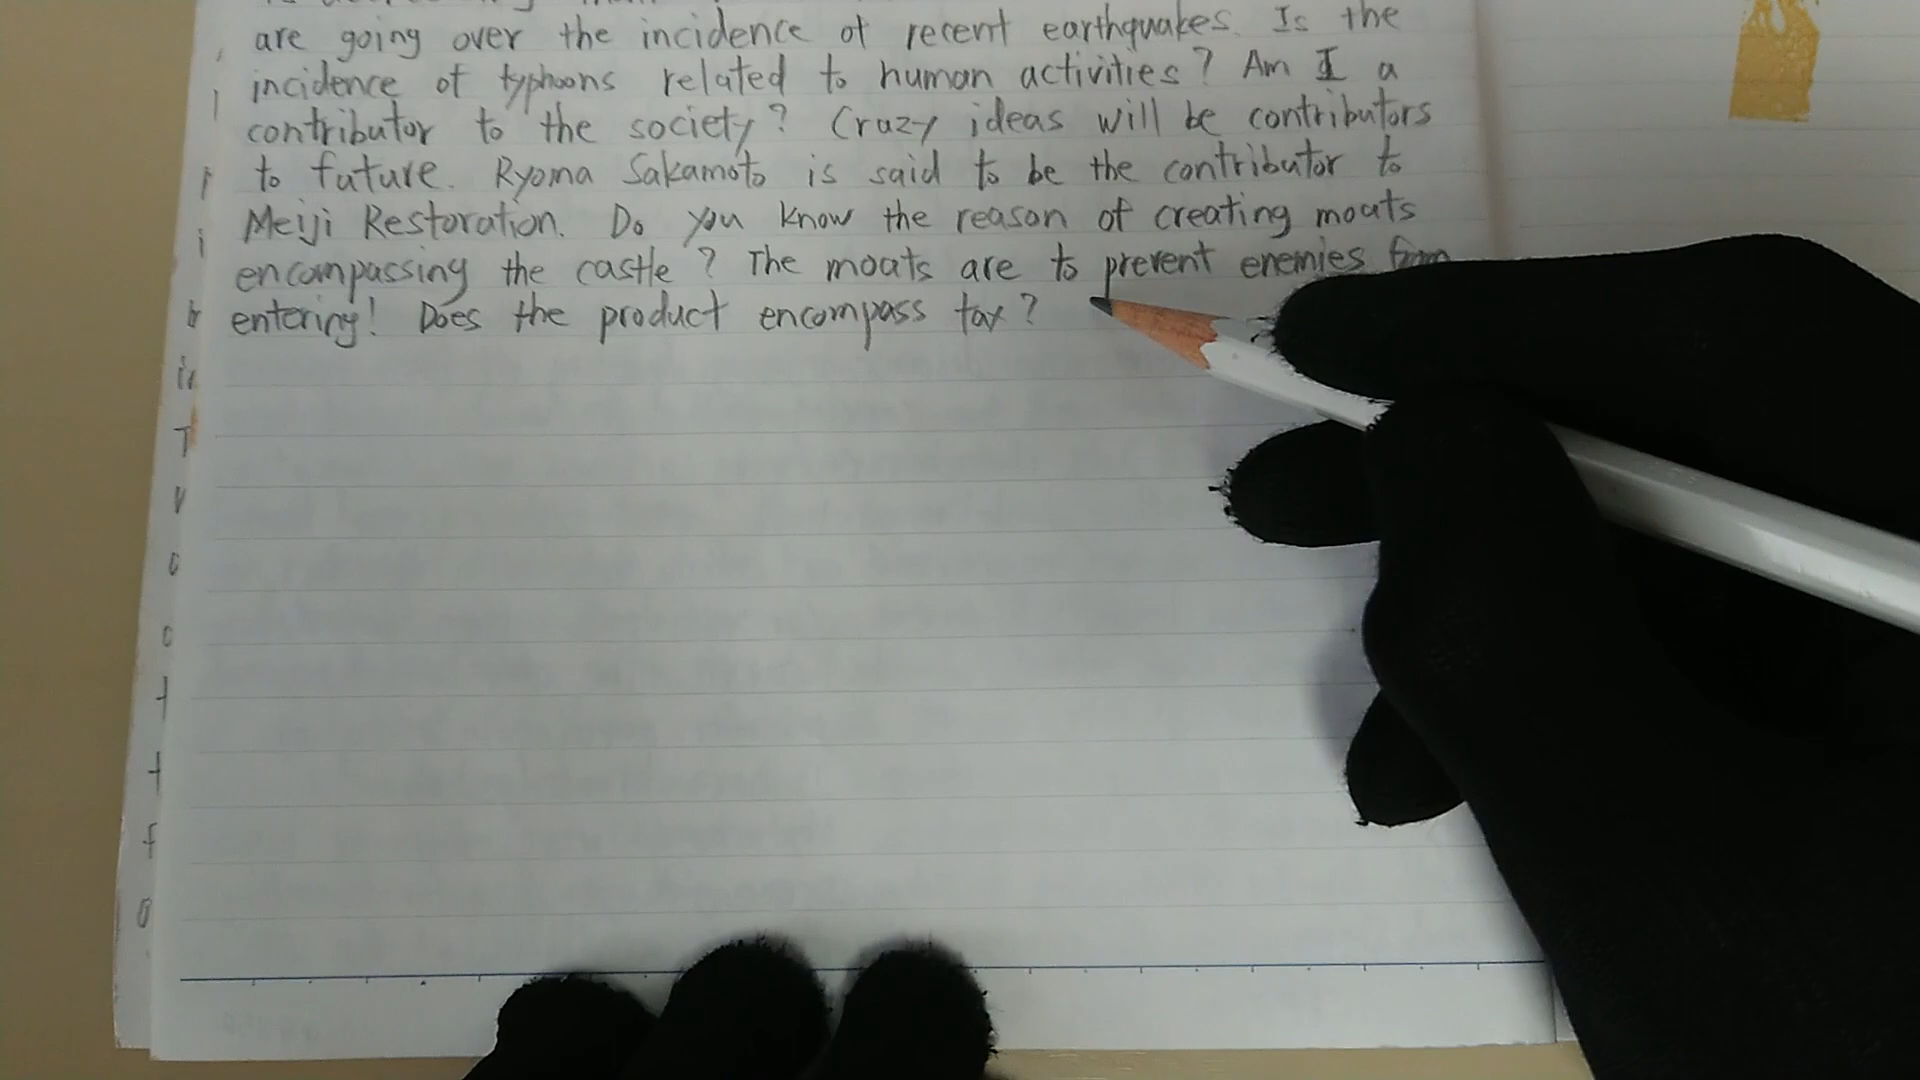 are going over the incidence of recent earthquakes. Is the
incidence of typhoons related to human activities? Am I a
contributor to the society? Crazy ideas will be contributors
to future. Ryoma Sakamoto is said to be the contributor to
Meiji Restoration. Do you know the reason of creating moats
encompassing the castle? The moats are to prevent enemies from
entering! Does the product encompass tax?